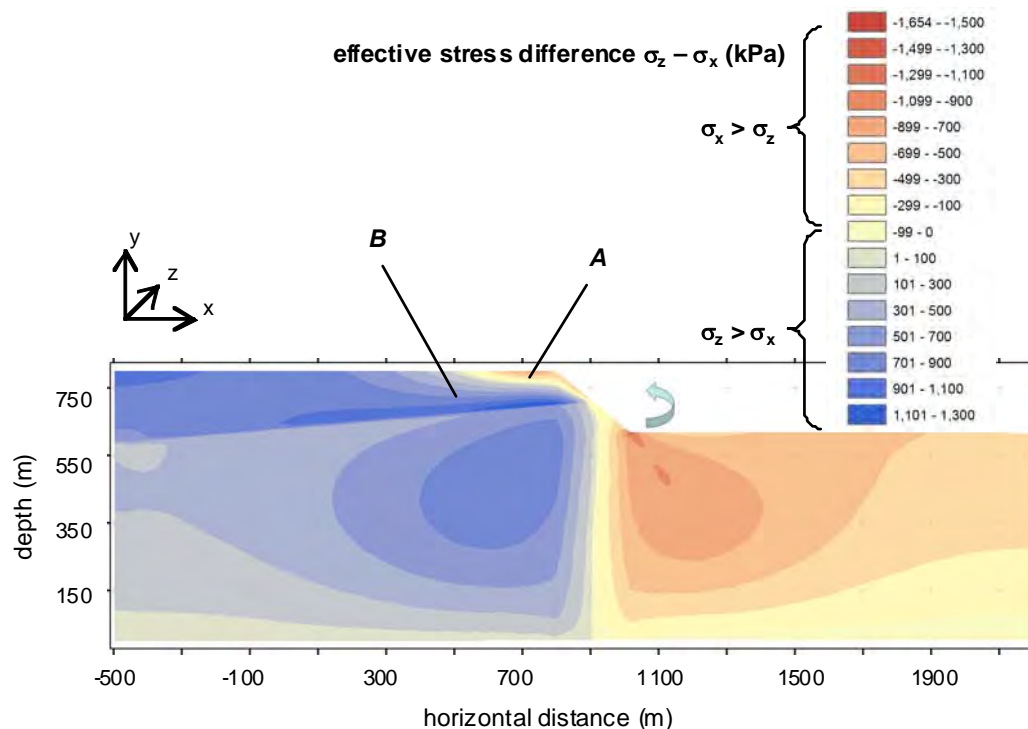 effective stress difference σz – σx (kPa)
σx > σz
σz > σx
-1,654 - -1,500
-1,499 - -1,300
-1,299 - -1,100
-1,099 - -900
-899 - -700
-699 - -500
-499 - -300
-299 - -100
-99 - 0
1 - 100
101 - 300
301 - 500
501 - 700
701 - 900
901 - 1,100
1,101 - 1,300
B
A
y
z
x
750
550
350
150
depth (m)
-500 -100 300 700 1100 1500 1900
horizontal distance (m)